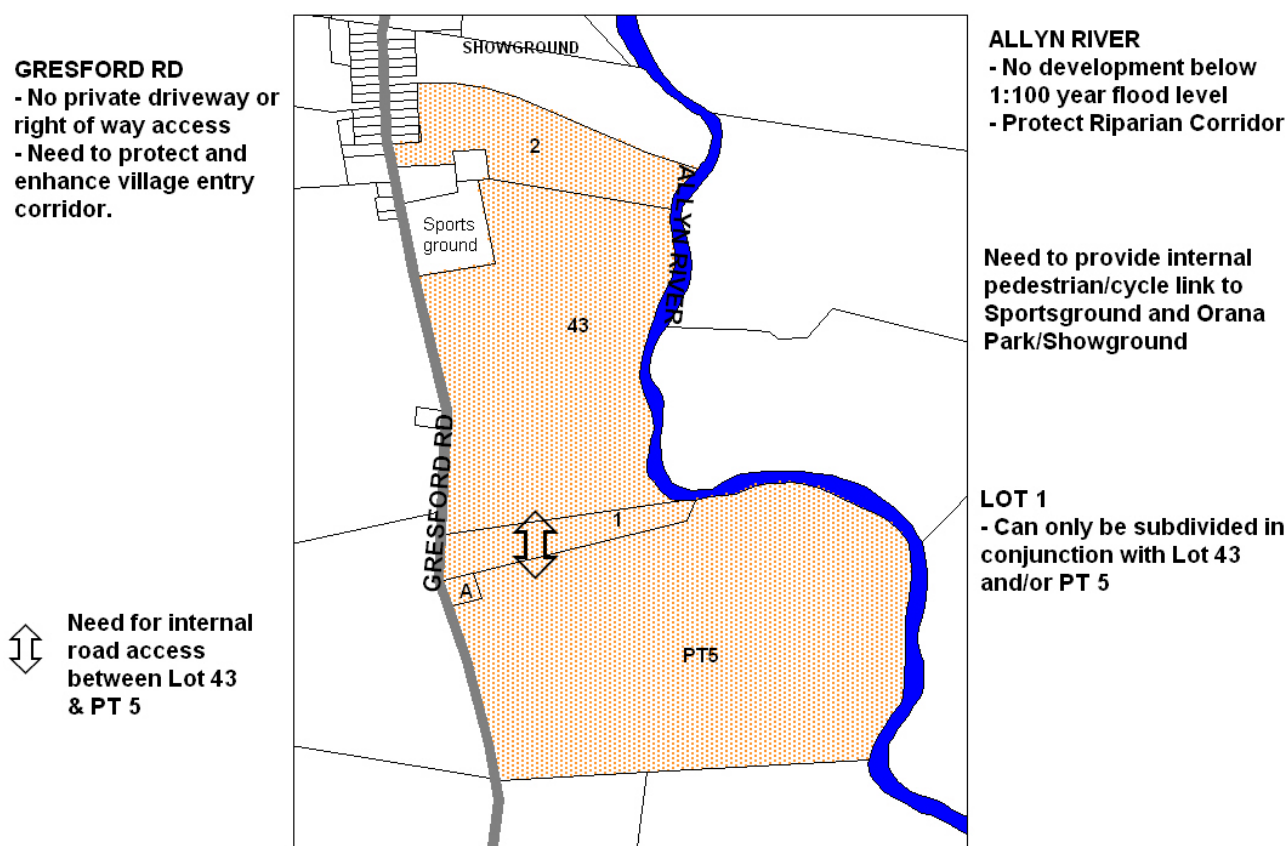 GRESFORD RD
- No private driveway or
right of way access
- Need to protect and
enhance village entry
corridor.
Need for internal
road access
between Lot 43
& PT 5
SHOWGROUND
2
Sports
ground
ALLYN RIVER
43
GRESFORD RD
1
A
PT5
ALLYN RIVER
- No development below
1:100 year flood level
- Protect Riparian Corridor
Need to provide internal
pedestrian/cycle link to
Sportsground and Orana
Park/Showground
LOT 1
- Can only be subdivided in
conjunction with Lot 43
and/or PT 5